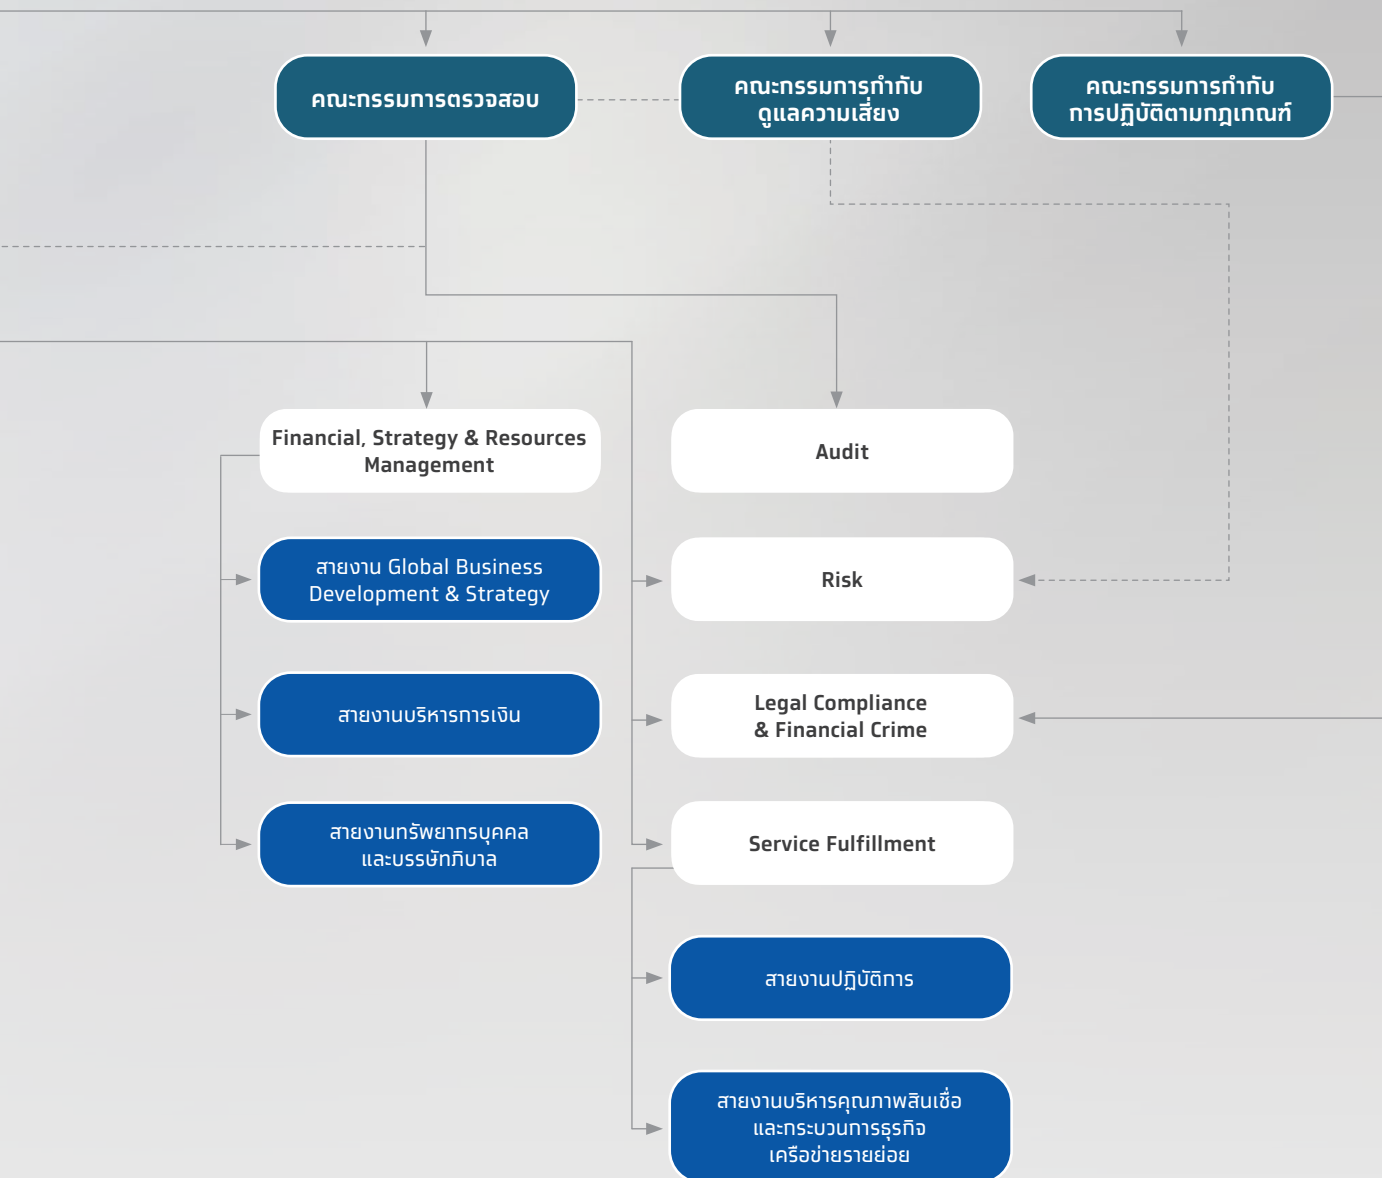 คณะกรรมการตรวจสอบ
คณะกรรมการกำกับ
ดูแลความเสี่ยง
คณะกรรมการกำกับ
การปฏิบัติตามกฎเกณฑ์
Financial, Strategy & Resources
Management
Audit
สายงาน Global Business
Development & Strategy
Risk
สายงานบริหารการเงิน
Legal Compliance
& Financial Crime
สายงานทรัพยากรบุคคล
และบรรษัทภิบาล
Service Fulfillment
สายงานปฏิบัติการ
สายงานบริหารคุณภาพสินเชื่อ
และกระบวนการธุรกิจ
เครือข่ายรายย่อย